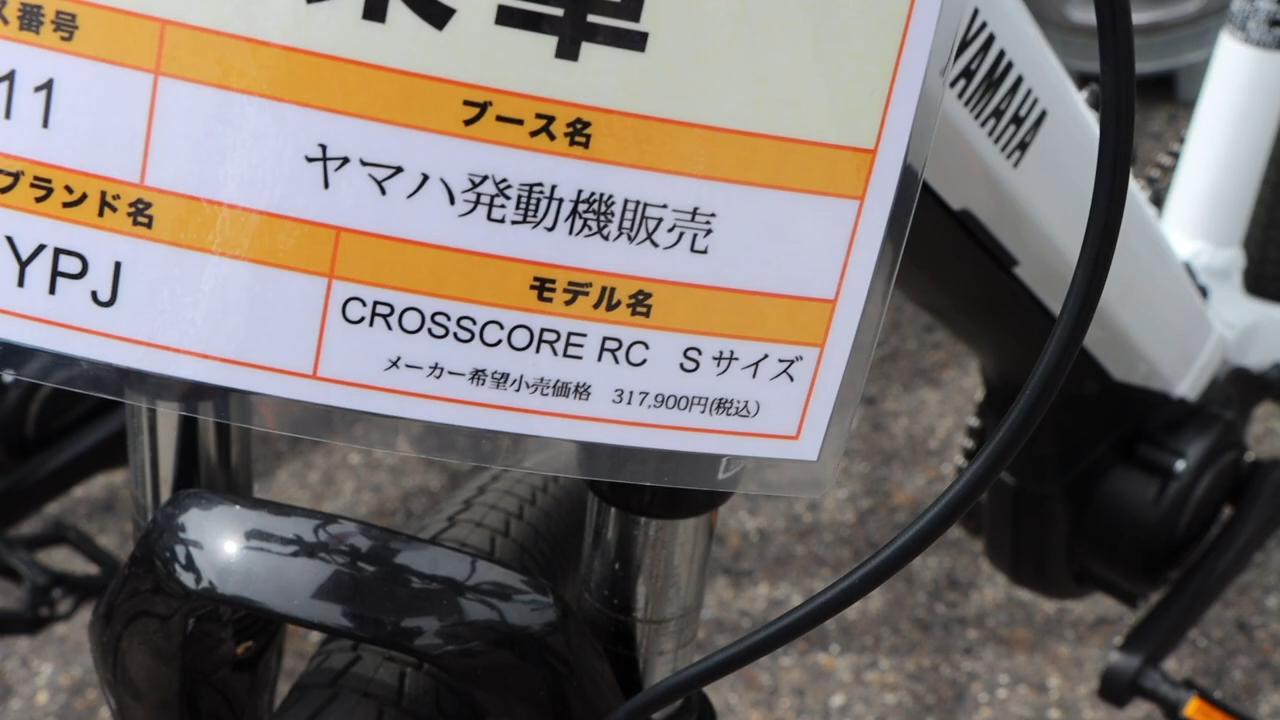 ス番号
ブース名
11
ヤマハ発動機販売
ブランド名
モデル名
YPJ
CROSSCORE RC Sサイズ
メーカー希望小売価格 317,900円(税込)
YAMAHA